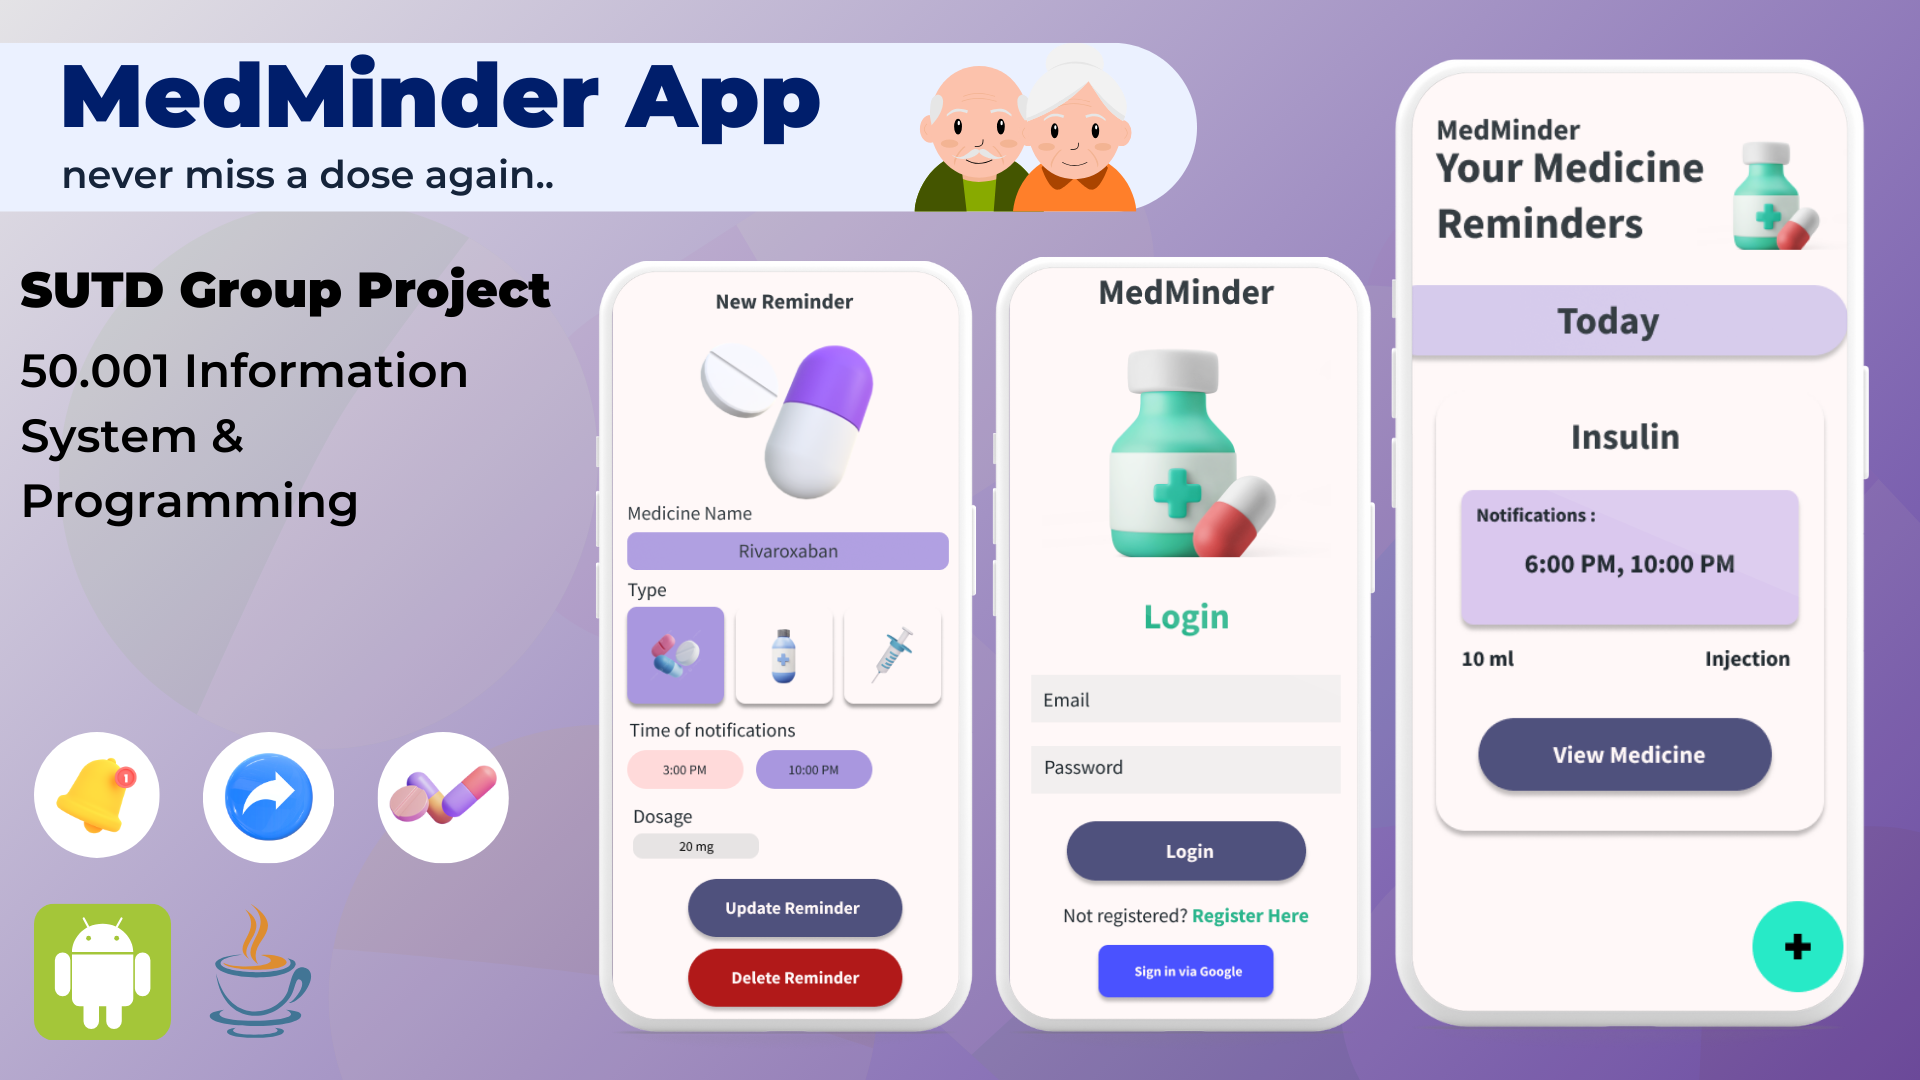 MedMinder App
never miss a dose again..
SUTD Group Project
50.001 Information
System &
Programming
1
New Reminder
Medicine Name
Rivaroxaban
Type
Time of notifications
3:00 PM 10:00 PM
Dosage
20 mg
Update Reminder
Delete Reminder
MedMinder
Login
Email
Password
Login
Not registered? Register Here
Sign in via Google
MedMinder
Your Medicine
Reminders
Today
Insulin
Notifications :
6:00 PM, 10:00 PM
10 ml Injection
View Medicine
+